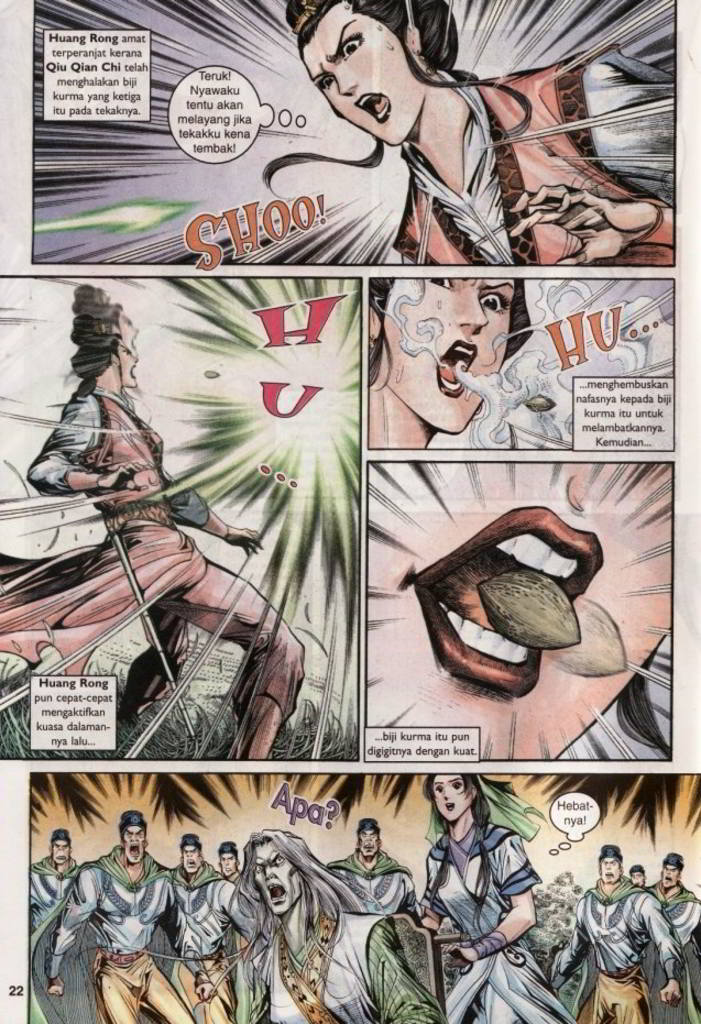 Huang Rong amat
terperanjat kerana
Qiu Qian Chi telah
menghalakan biji
kurma yang ketiga
itu pada tekaknya.
Teruk!
Nyawaku
tentu akan
melayang jika
tekakku kena
tembak!
SHOO!
HU...
Huang Rong
pun cepat-cepat
mengaktifkan
kuasa dalaman-
nya lalu...
HU...
...menghembuskan
nafasnya kepada biji
kurma itu untuk
melambatkannya.
Kemudian...
...biji kurma itu pun
digigitnya dengan kuat.
Apa?
Hebat-
nya!
22